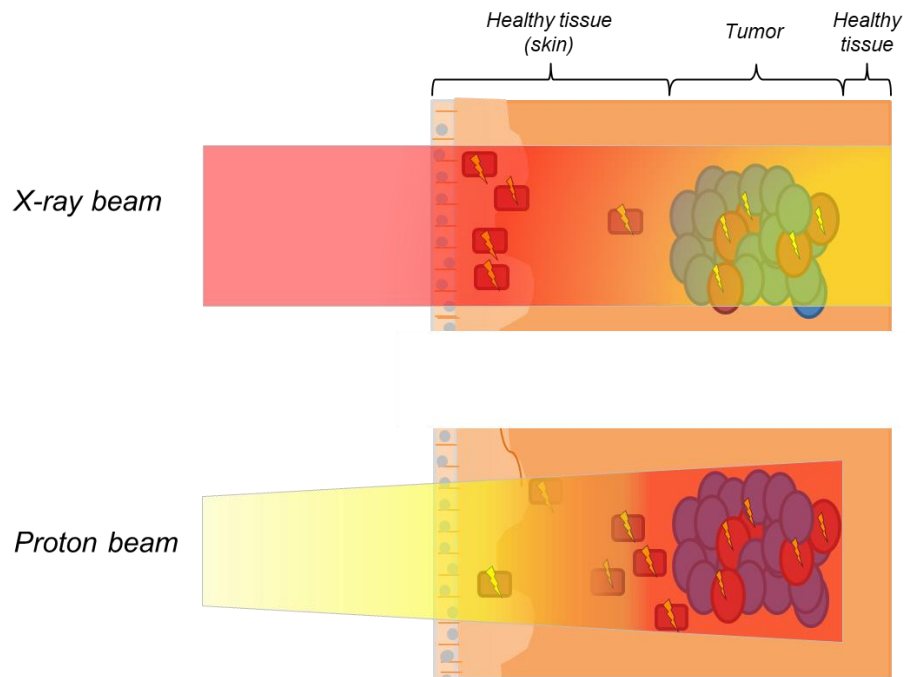 Healthy tissue
(skin)
Tumor
Healthy
tissue
X-ray beam
Proton beam